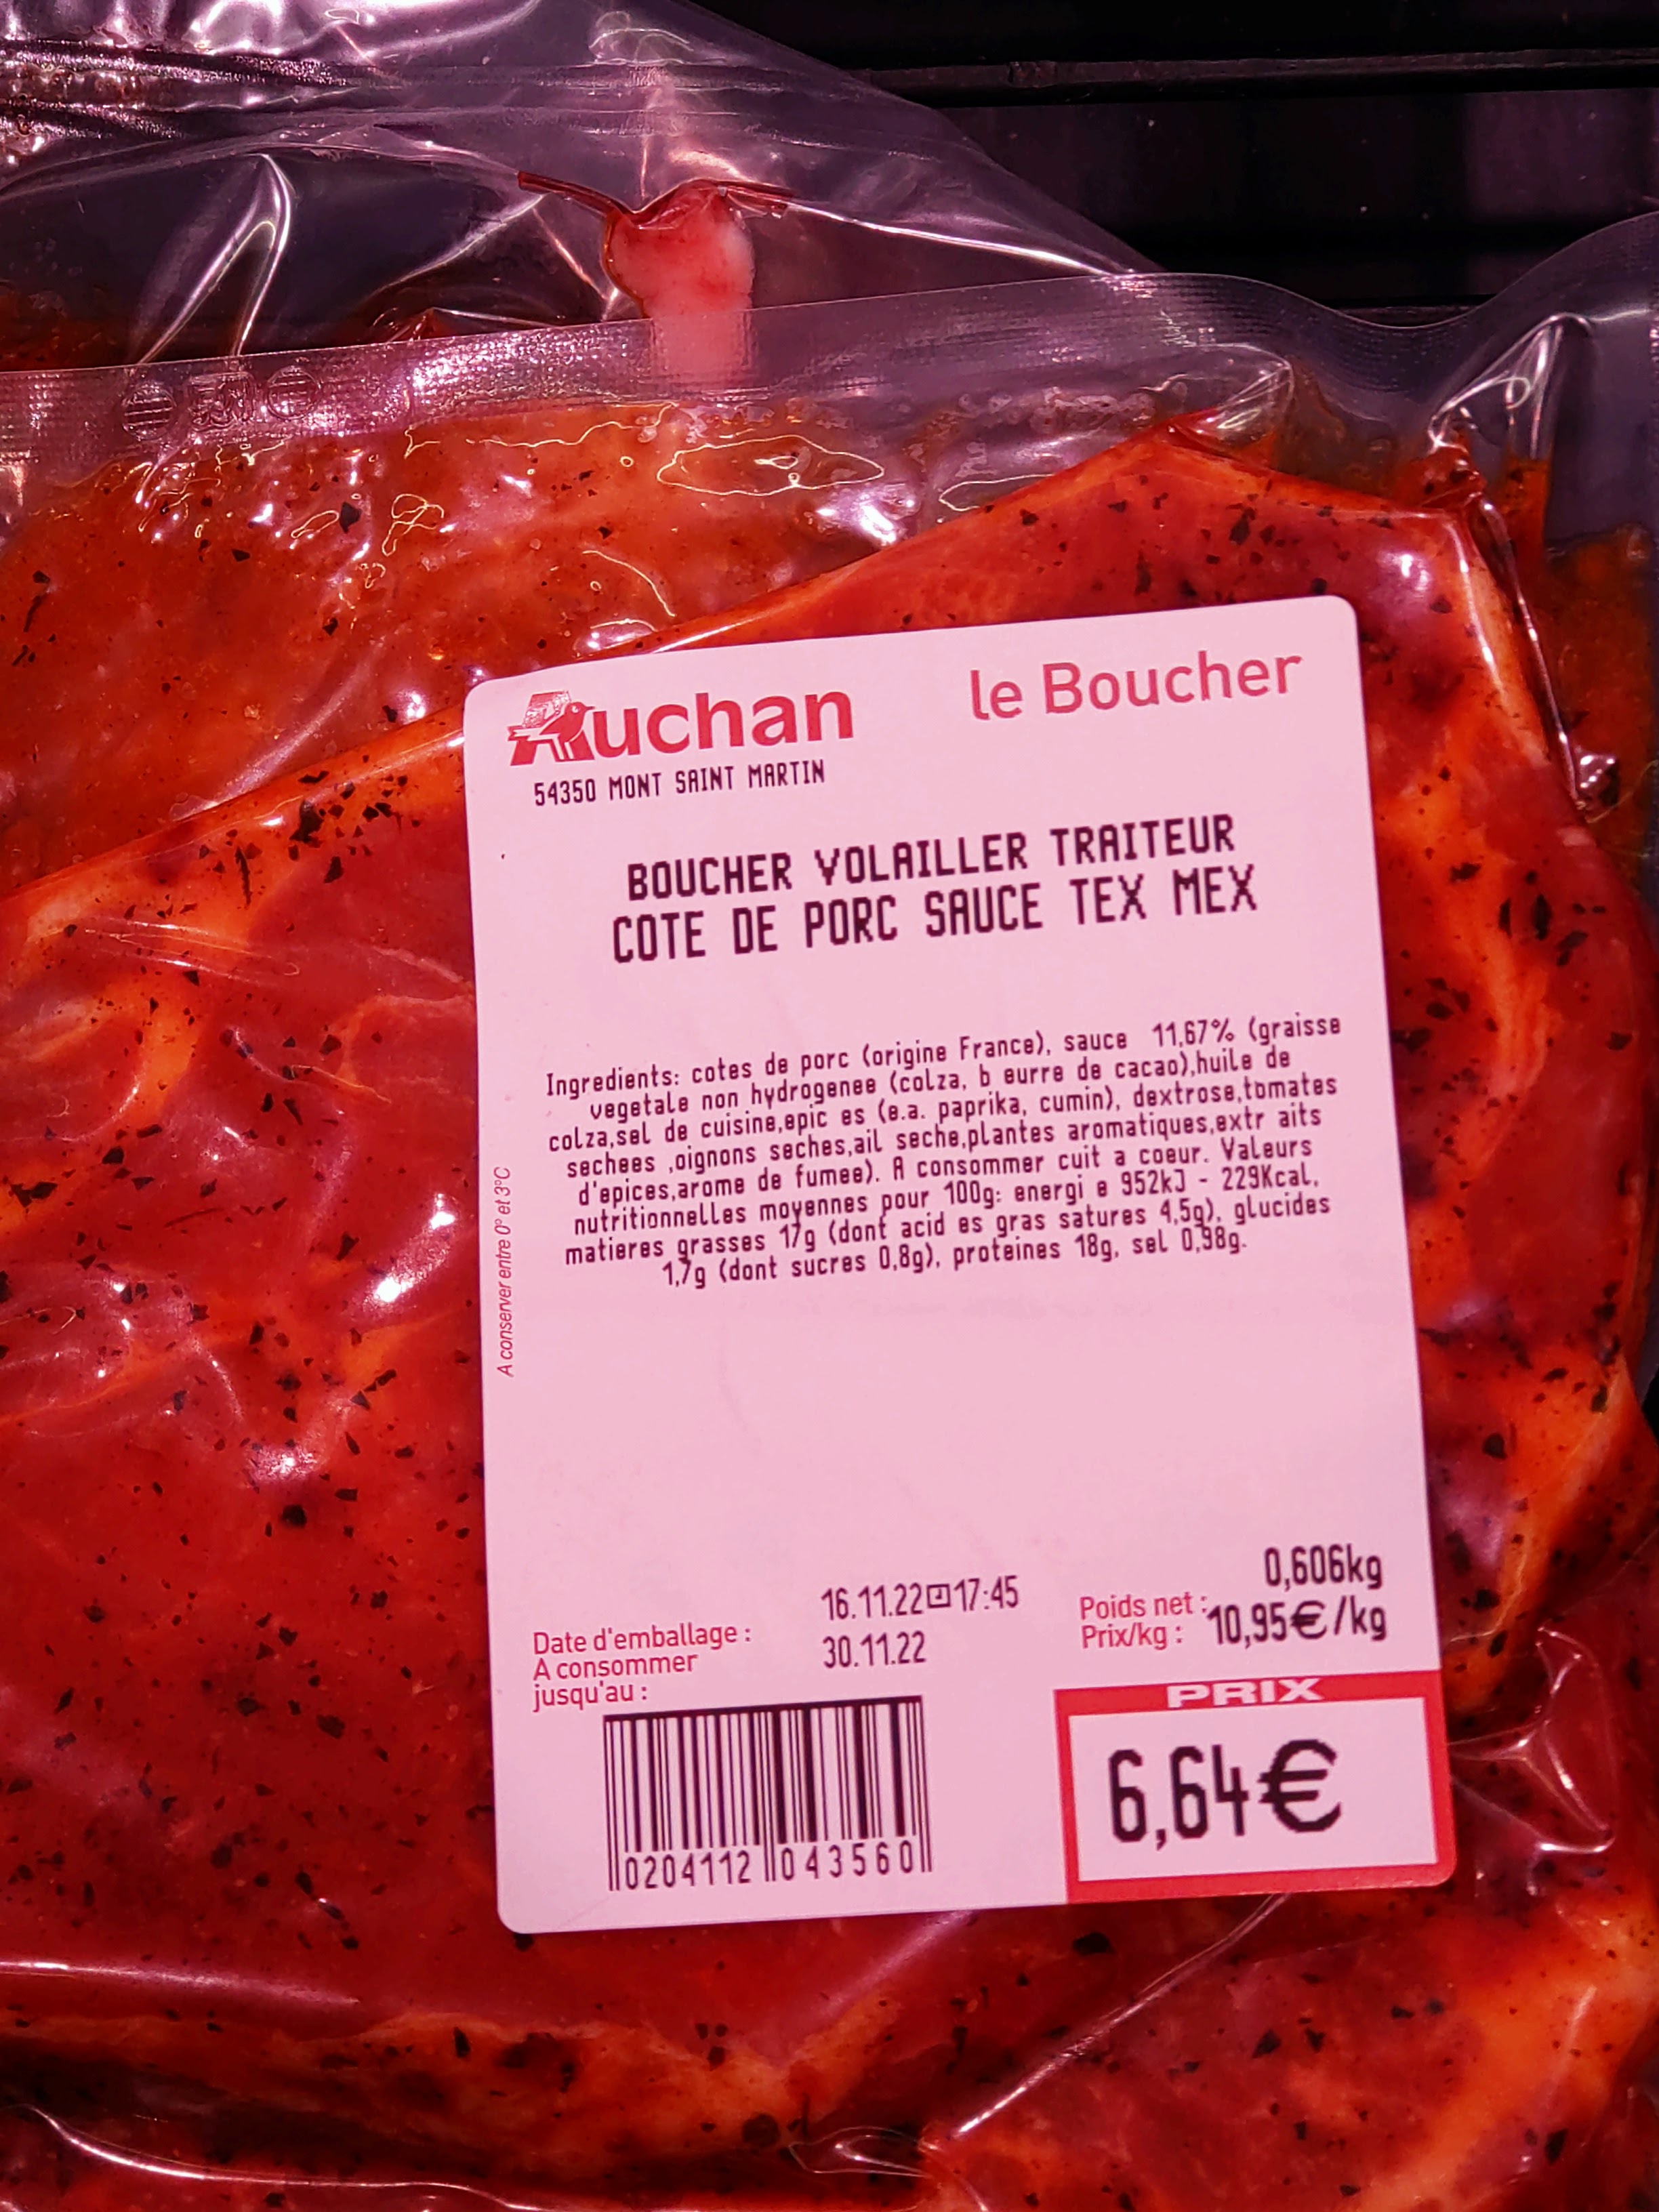 Auchan
le Boucher
54350 MONT SAINT MARTIN
BOUCHER VOLAILLER TRAITEUR
COTE DE PORC SAUCE TEX MEX
Ingredients: cotes de porc (origine France), sauce 11,67% (graisse
vegetale non hydrogenee (colza, b eurre de cacao),huile de
colza,sel de cuisine,epic es (e.a. paprika, cumin), dextrose,tomates
sechees ,oignons seches,ail seche,plantes aromatiques,extr aits
d'epices,arome de fumee). A consommer cuit a coeur. Valeurs
nutritionnelles moyennes pour 100g: energi e 952kJ - 229Kcal,
matieres grasses 17g (dont acid es gras satures 4,5g), glucides
1,7g (dont sucres 0,8g), proteines 18g, sel 0,98g.
A conserver entre 0° et 3°C
Date d'emballage : 16.11.22 17:45
A consommer
jusqu'au : 30.11.22
Poids net : 0,606kg
Prix/kg : 10,95€/kg
PRIX
6,64€
0204112 043560